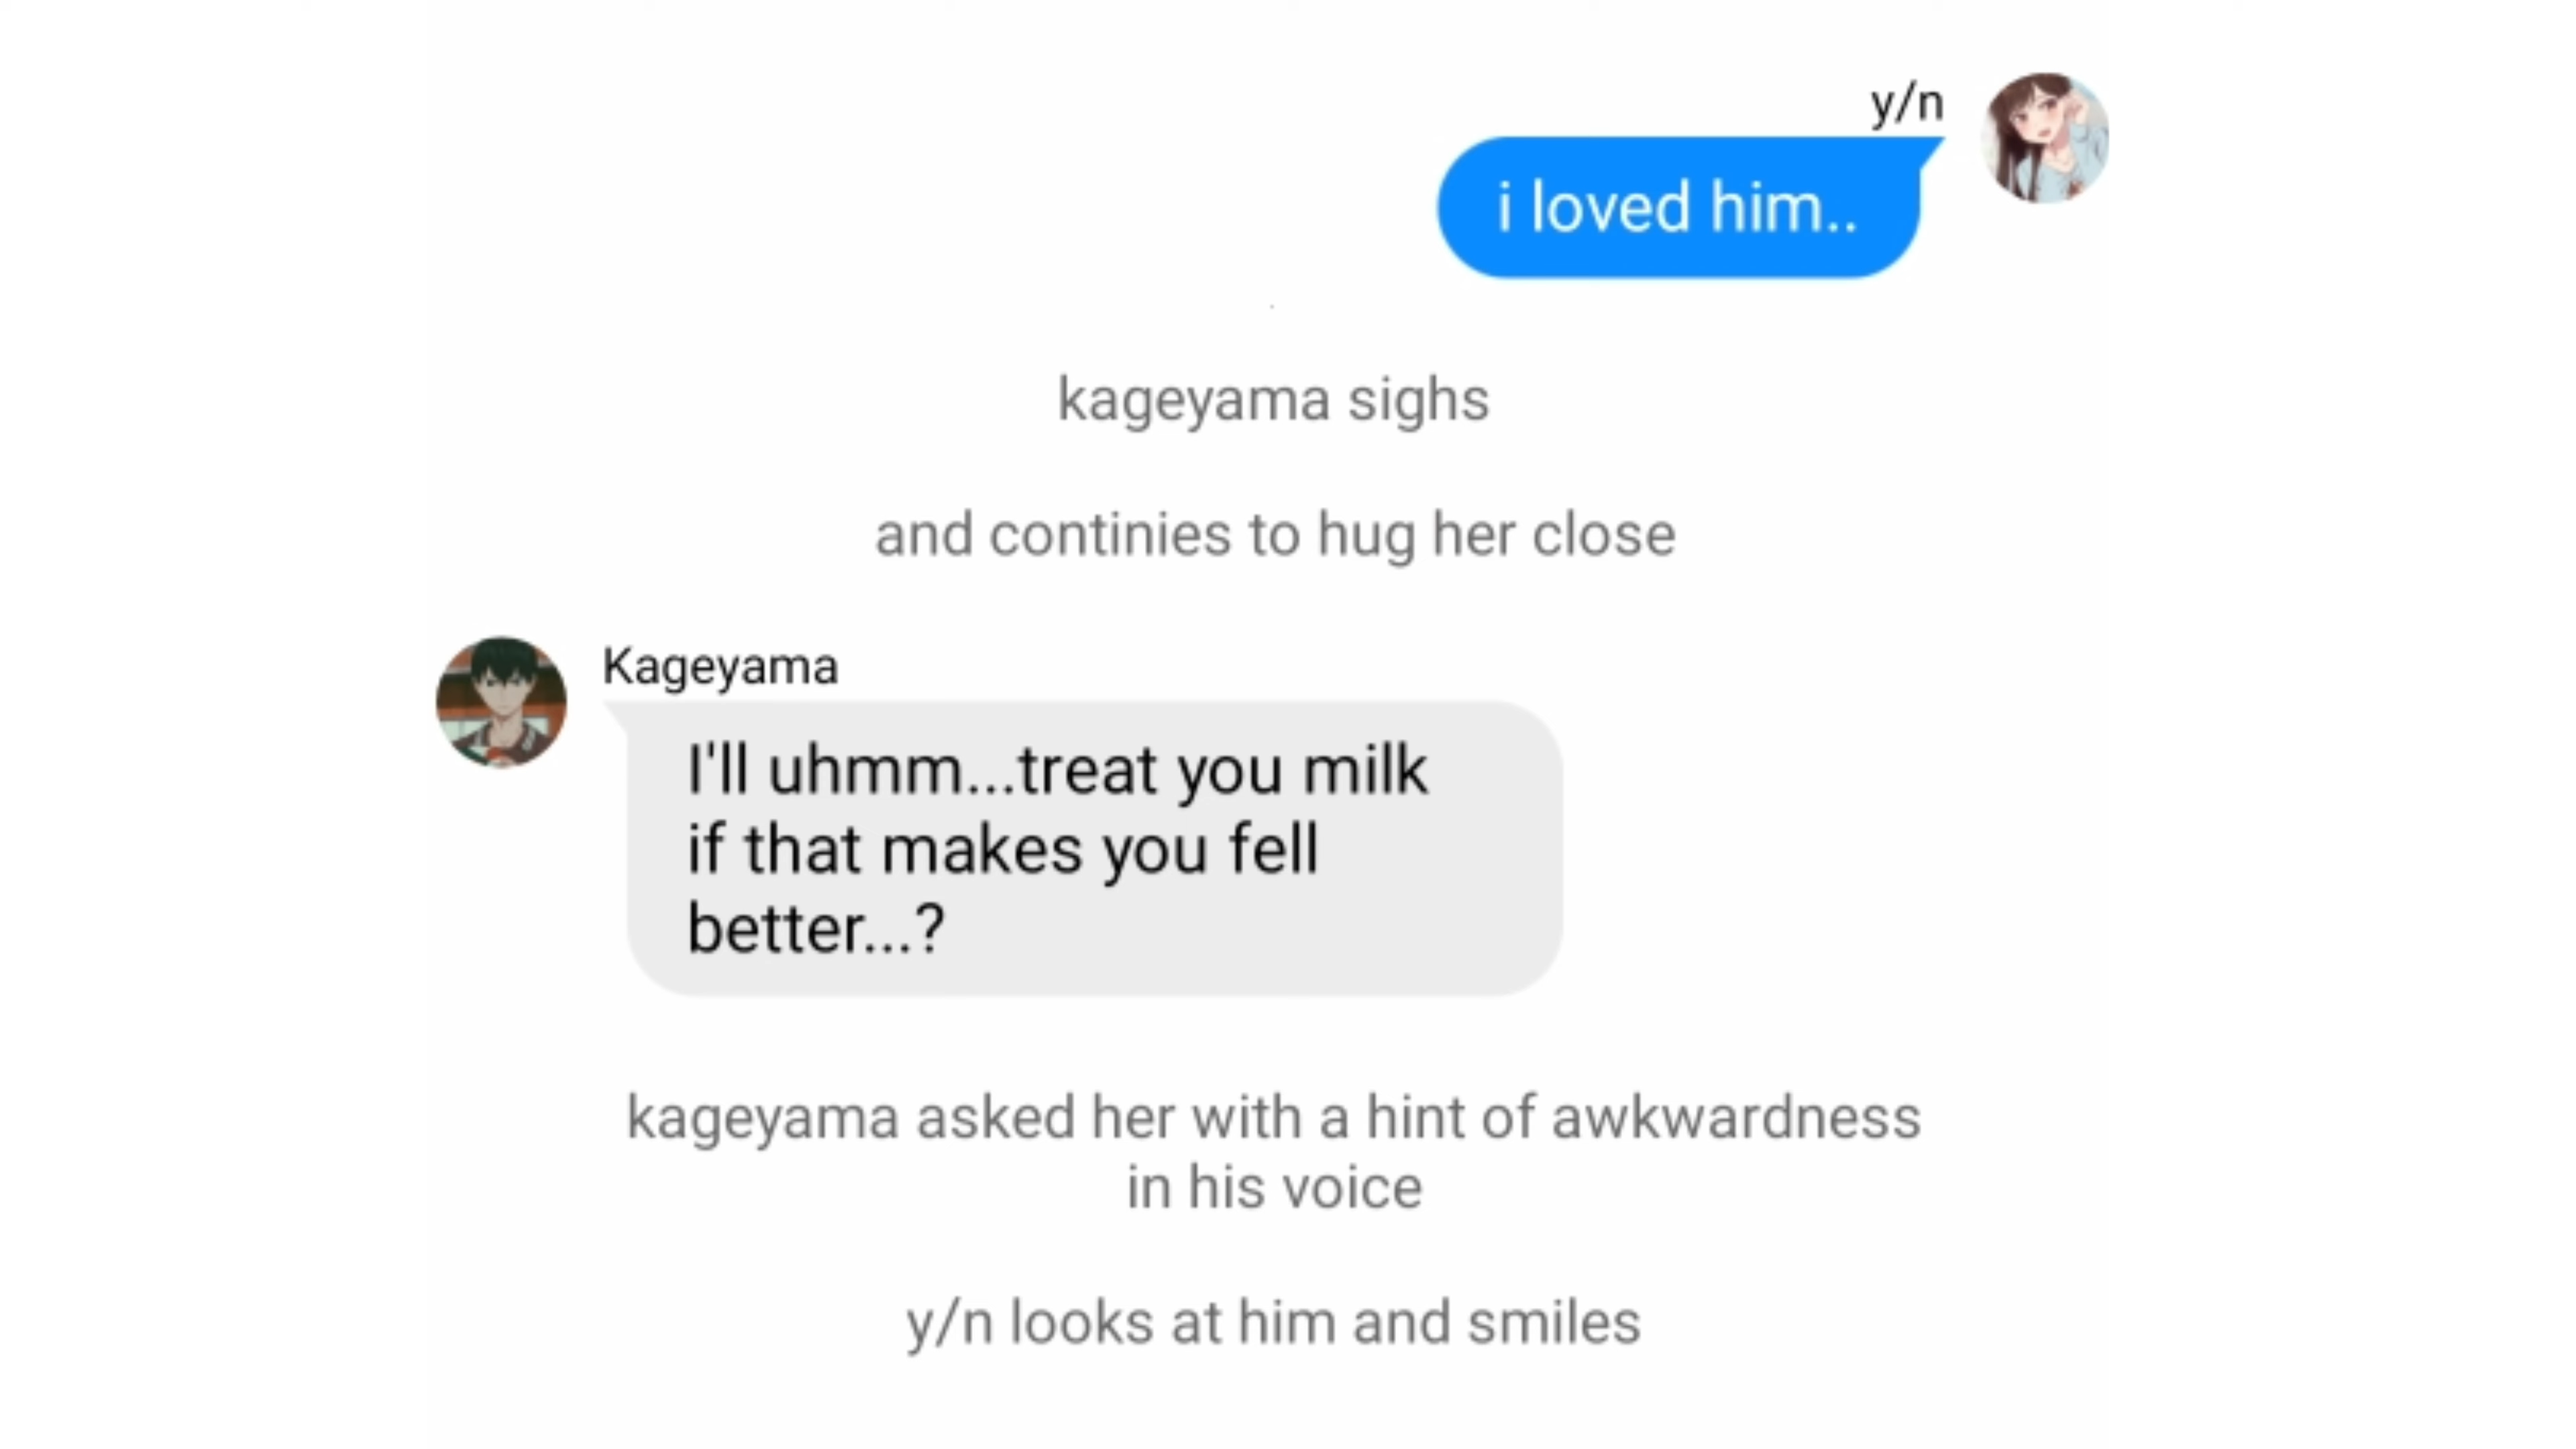 y/n
i loved him..
kageyama sighs
and continies to hug her close
Kageyama
I'll uhmm...treat you milk
if that makes you fell
better...?
kageyama asked her with a hint of awkwardness
in his voice
y/n looks at him and smiles